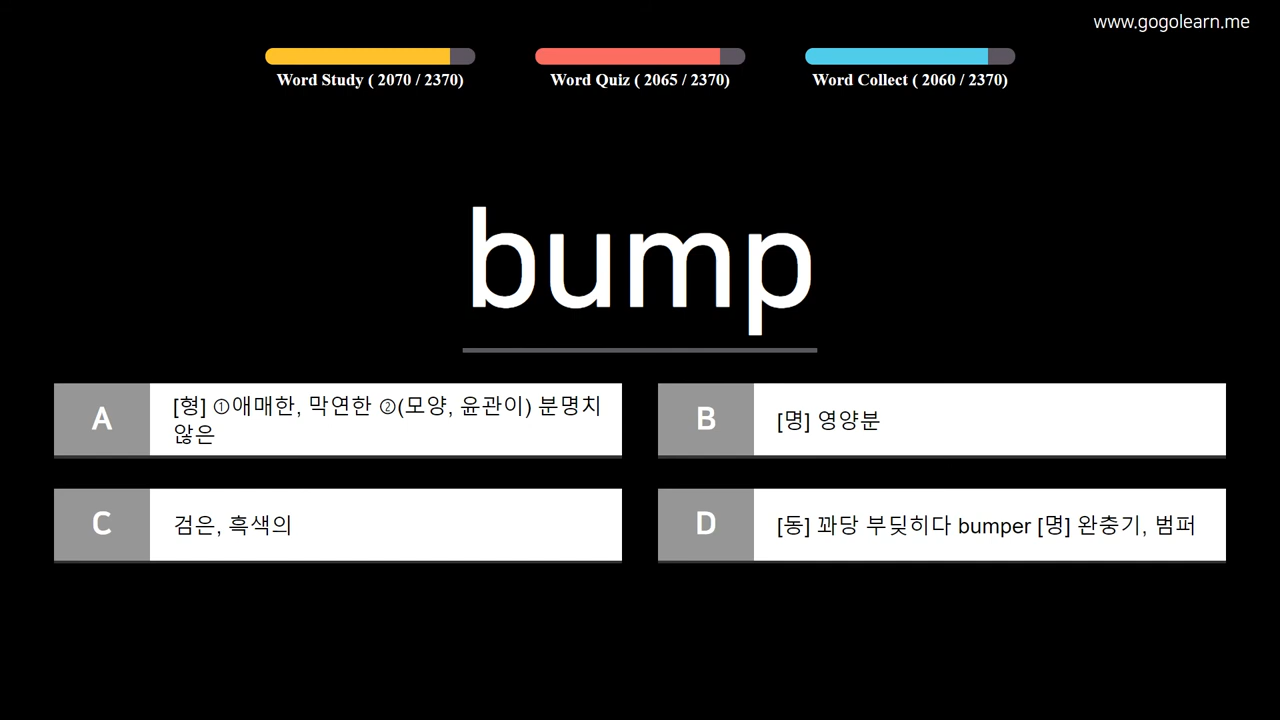 www.gogolearn.me
Word Study ( 2070 / 2370)
Word Quiz ( 2065 / 2370)
Word Collect ( 2060 / 2370)
bump
A
[형] ①애매한, 막연한 ②(모양, 윤관이) 분명치
않은
B
[명] 영양분
C
검은, 흑색의
D
[동] 꽈당 부딪히다 bumper [명] 완충기, 범퍼